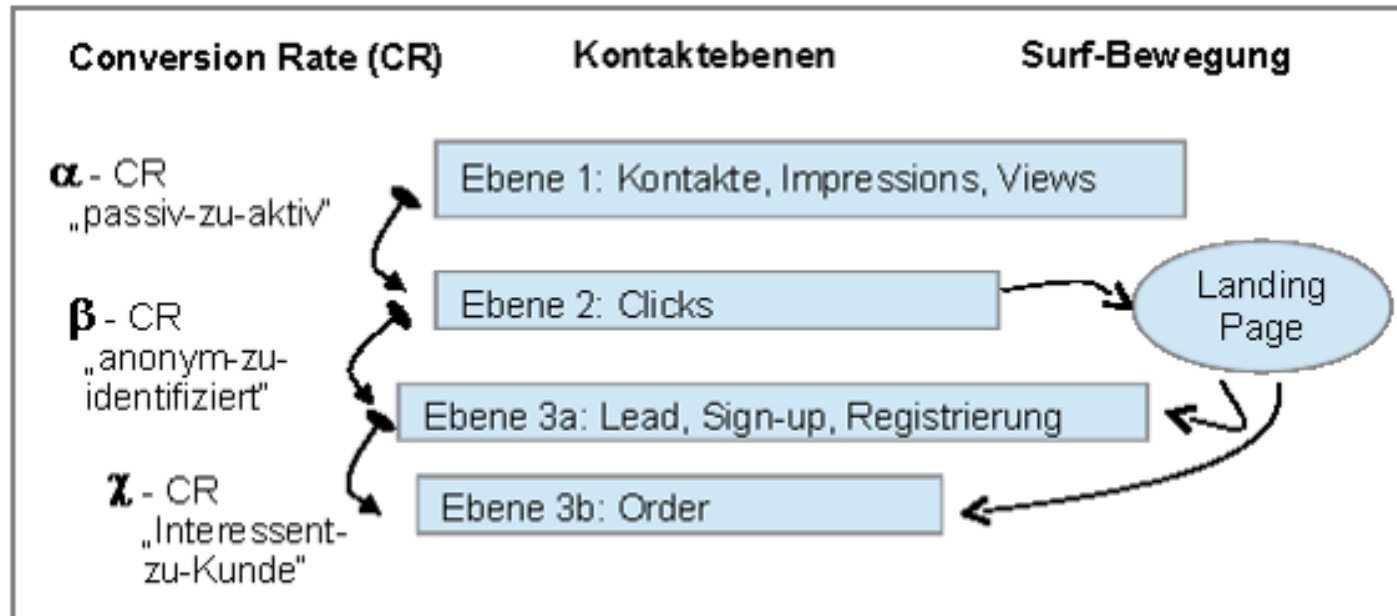 Conversion Rate (CR)
Kontaktebenen
Surf-Bewegung
α - CR
„passiv-zu-aktiv"
Ebene 1: Kontakte, Impressions, Views
β - CR
„anonym-zu-
identifiziert"
Ebene 2: Clicks
Landing
Page
Ebene 3a: Lead, Sign-up, Registrierung
χ - CR
„Interessent-
zu-Kunde"
Ebene 3b: Order